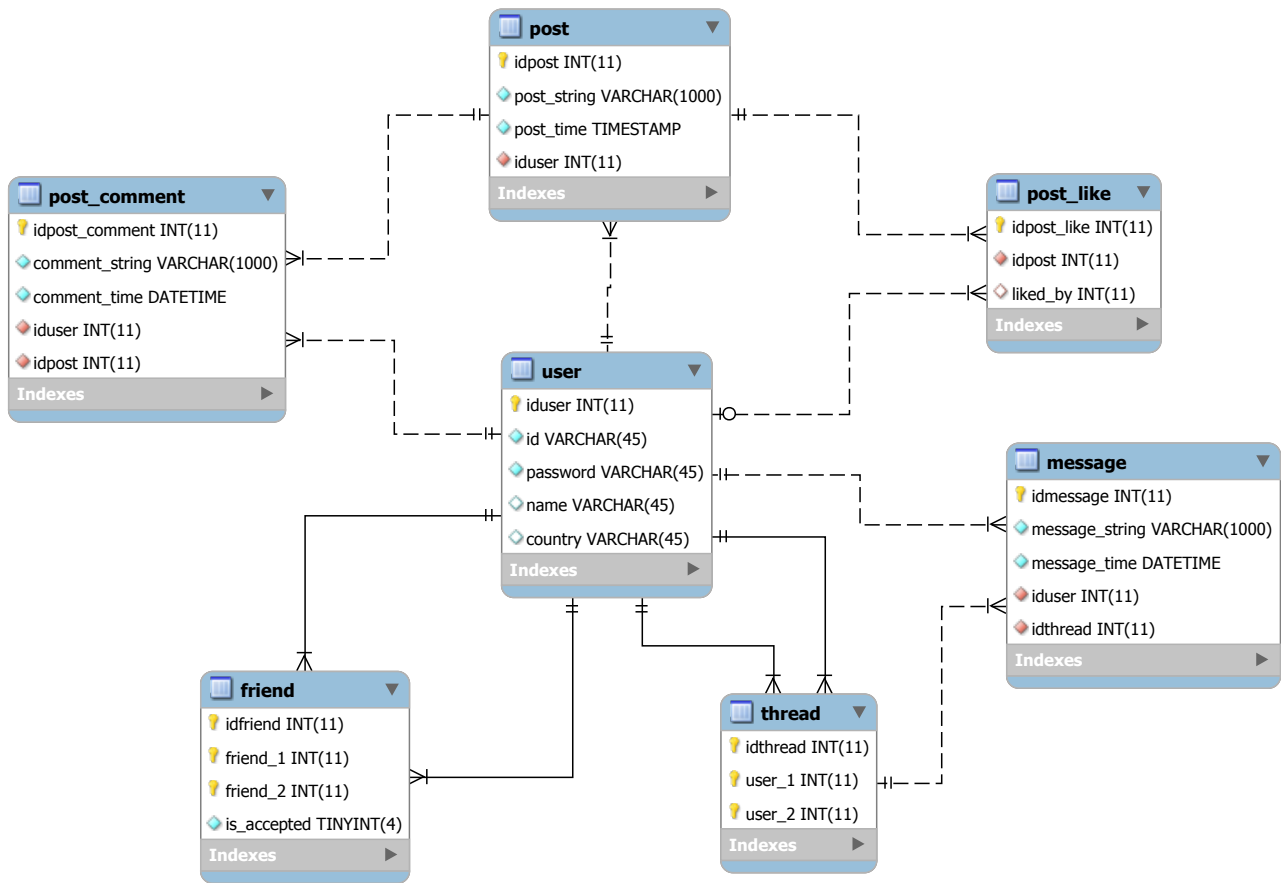 post
idpost INT(11)
post_string VARCHAR(1000)
post_time TIMESTAMP
iduser INT(11)
Indexes
post_comment
idpost_comment INT(11)
comment_string VARCHAR(1000)
comment_time DATETIME
iduser INT(11)
idpost INT(11)
Indexes
post_like
idpost_like INT(11)
idpost INT(11)
liked_by INT(11)
Indexes
user
iduser INT(11)
id VARCHAR(45)
password VARCHAR(45)
name VARCHAR(45)
country VARCHAR(45)
Indexes
message
idmessage INT(11)
message_string VARCHAR(1000)
message_time DATETIME
iduser INT(11)
idthread INT(11)
Indexes
friend
idfriend INT(11)
friend_1 INT(11)
friend_2 INT(11)
is_accepted TINYINT(4)
Indexes
thread
idthread INT(11)
user_1 INT(11)
user_2 INT(11)
Indexes